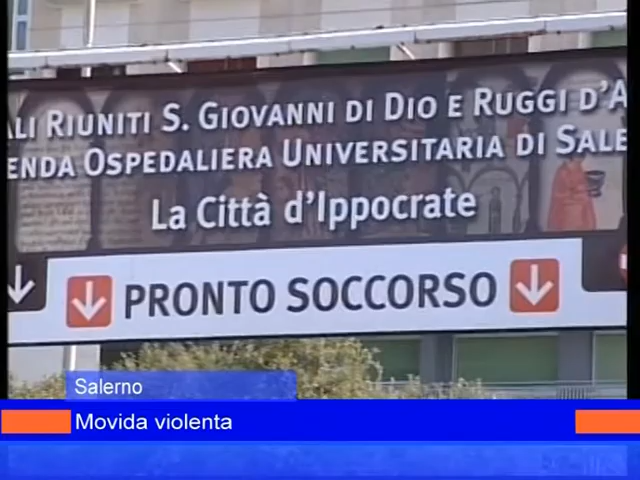 ALI RIUNITI S. GIOVANNI DI DIO E RUGGI D'A
ENDA OSPEDALIERA UNIVERSITARIA DI SALE
La Città d'Ippocrate
PRONTO SOCCORSO
Salerno
Movida violenta